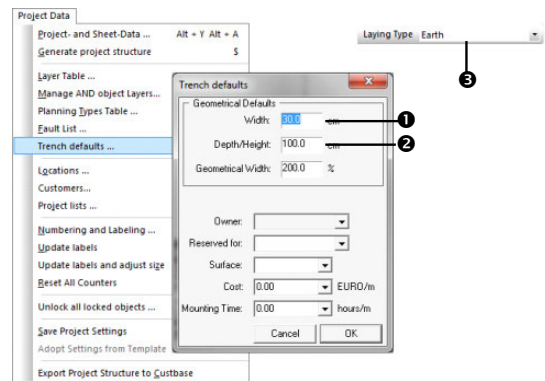 Project Data
Project- and Sheet-Data ... Alt + Y Alt + A
Generate project structure S
Layer Table ...
Manage AND object Layers...
Planning Types Table ...
Fault List ...
Trench defaults ...
Locations ...
Customers...
Project lists ...
Numbering and Labeling ...
Update labels
Update labels and adjust size
Reset All Counters
Unlock all locked objects ...
Save Project Settings
Adopt Settings from Template
Export Project Structure to Custbase
Trench defaults
Geometrical Defaults
Width: 30.0 cm
Depth/Height: 100.0 cm
Geometrical Width: 200.0 %
Owner:
Reserved for:
Surface:
Cost: 0.00 EURO/m
Mounting Time: 0.00 hours/m
Cancel OK
1
2
Laying Type Earth
3